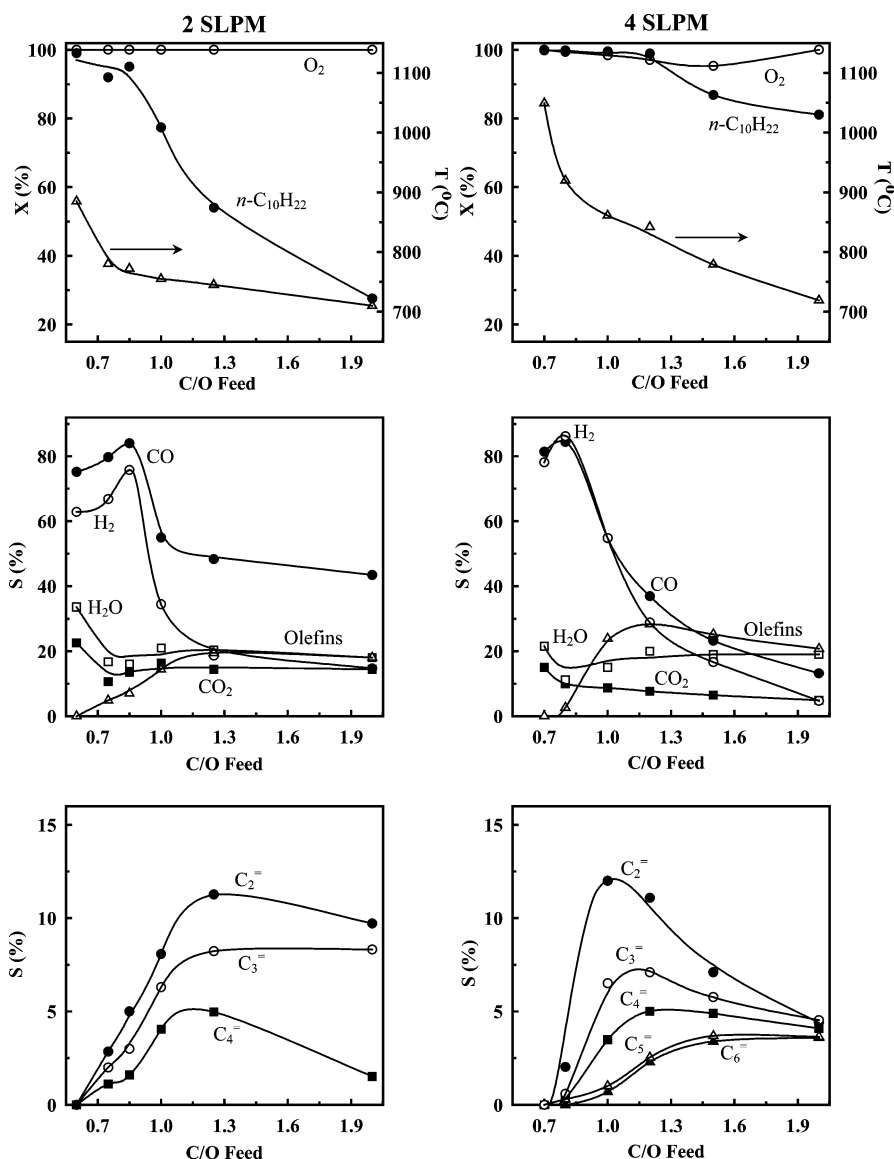 2 SLPM
100
80
60
40
20
X (%)
O₂
n-C₁₀H₂₂
1100
1000
900
800
700
T (⁰C)
0.7 1.0 1.3 1.6 1.9
C/O Feed
4 SLPM
100
80
60
40
20
X (%)
O₂
n-C₁₀H₂₂
1100
1000
900
800
700
T (⁰C)
0.7 1.0 1.3 1.6 1.9
C/O Feed
80
60
40
20
0
S (%)
CO
H₂
H₂O
Olefins
CO₂
0.7 1.0 1.3 1.6 1.9
C/O Feed
80
60
40
20
0
S (%)
H₂
CO
H₂O
Olefins
CO₂
0.7 1.0 1.3 1.6 1.9
C/O Feed
15
10
5
0
S (%)
C₂⁼
C₃⁼
C₄⁼
0.7 1.0 1.3 1.6 1.9
C/O Feed
15
10
5
0
S (%)
C₂⁼
C₃⁼
C₄⁼
C₅⁼
C₆⁼
0.7 1.0 1.3 1.6 1.9
C/O Feed